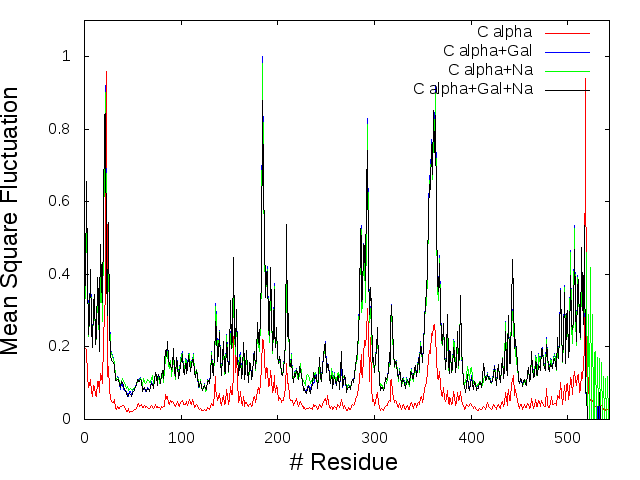 C alpha
C alpha+Gal
C alpha+Na
C alpha+Gal+Na
1
0.8
0.6
0.4
0.2
0
Mean Square Fluctuation
0 100 200 300 400 500
# Residue